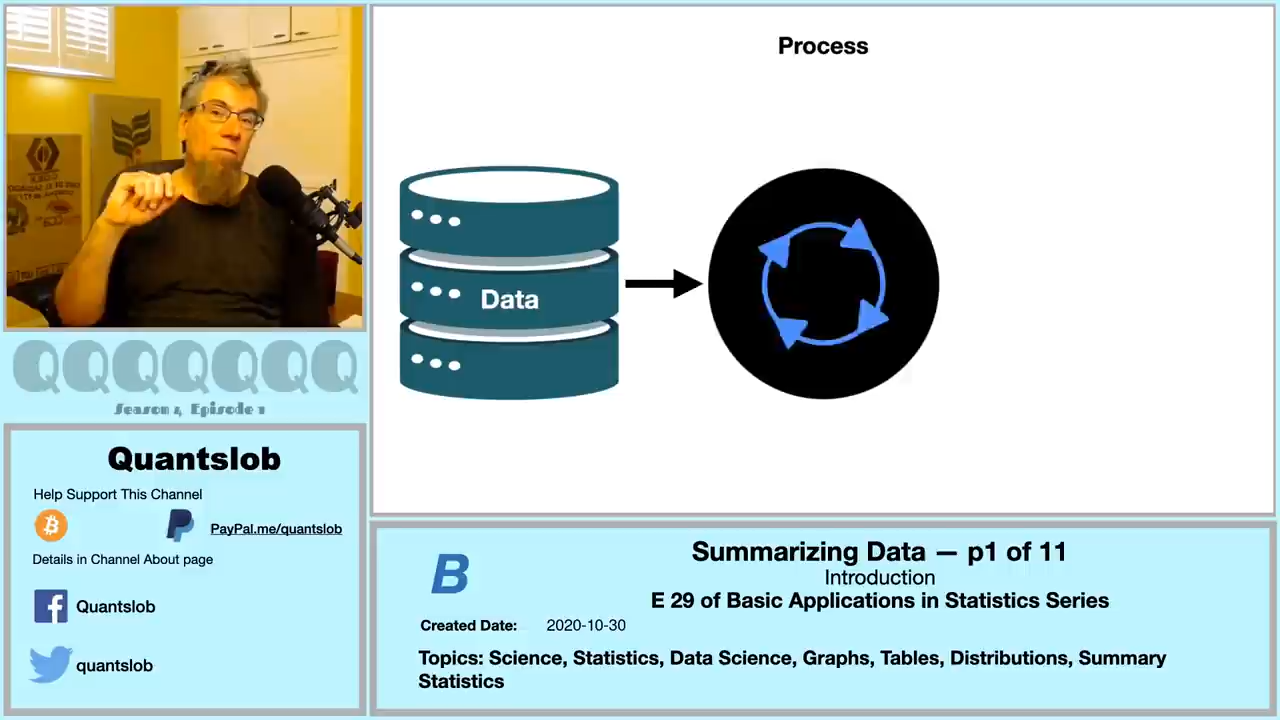 Process
Data
QQQQQQQ
Season 4, Episode 1
Quantslob
Help Support This Channel
PayPal.me/quantslob
Details in Channel About page
Quantslob
quantslob
B
Summarizing Data — p1 of 11
Introduction
E 29 of Basic Applications in Statistics Series
Created Date: 2020-10-30
Topics: Science, Statistics, Data Science, Graphs, Tables, Distributions, Summary
Statistics